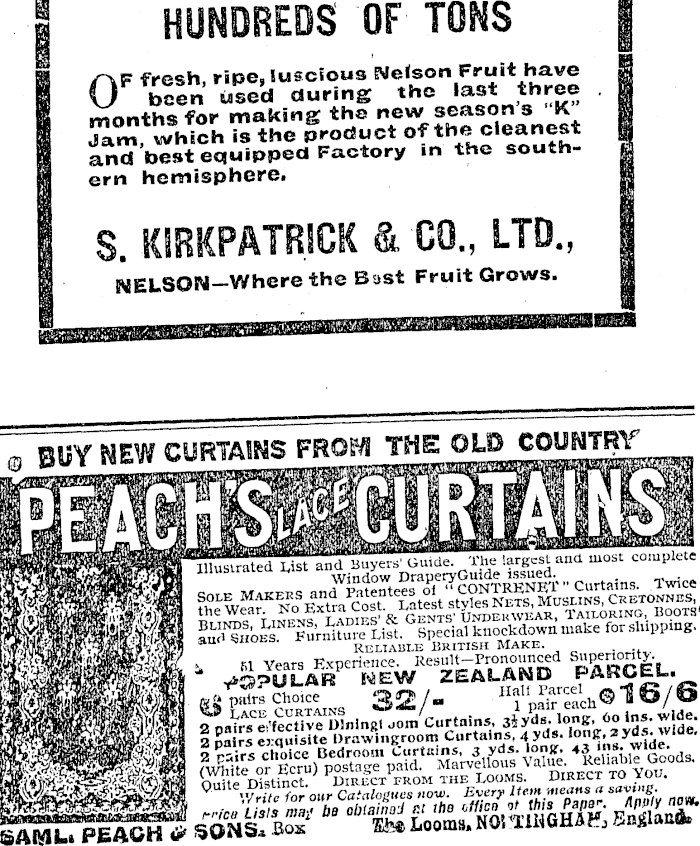 HUNDREDS OF TONS
OF fresh, ripe, luscious Nelson Fruit have
been used during the last three
months for making the new season's "K"
Jam, which is the product of the cleanest
and best equipped Factory in the south-
ern hemisphere.
S. KIRKPATRICK & CO., LTD.,
NELSON—Where the Best Fruit Grows.
BUY NEW CURTAINS FROM THE OLD COUNTRY
PEACH'S LACE CURTAINS
Illustrated List and Buyers' Guide. The largest and most complete
Window DraperyGuide issued.
SOLE MAKERS and Patentees of "CONTRENET" Curtains. Twice
the Wear. No Extra Cost. Latest styles NETS, MUSLINS, CRETONNES,
BLINDS, LINENS, LADIES' & GENTS' UNDERWEAR, TAILORING, BOOTS
and SHOES. Furniture List. Special knockdown make for shipping.
RELIABLE BRITISH MAKE.
51 Years Experience. Result—Pronounced Superiority.
POPULAR NEW ZEALAND PARCEL.
6 pairs Choice LACE CURTAINS 32/- Half Parcel 1 pair each 16/6
2 pairs effective Diningroom Curtains, 3½ yds. long, 60 ins. wide.
2 pairs exquisite Drawingroom Curtains, 4 yds. long, 2 yds. wide.
2 pairs choice Bedroom Curtains, 3 yds. long, 43 ins. wide.
(White or Ecru) postage paid. Marvellous Value. Reliable Goods.
Quite Distinct. DIRECT FROM THE LOOMS. DIRECT TO YOU.
Write for our Catalogues now. Every Item means a saving.
Price Lists may be obtained at the office of this Paper. Apply now.
SAML. PEACH & SONS. Box The Looms, NOTTINGHAM, England.